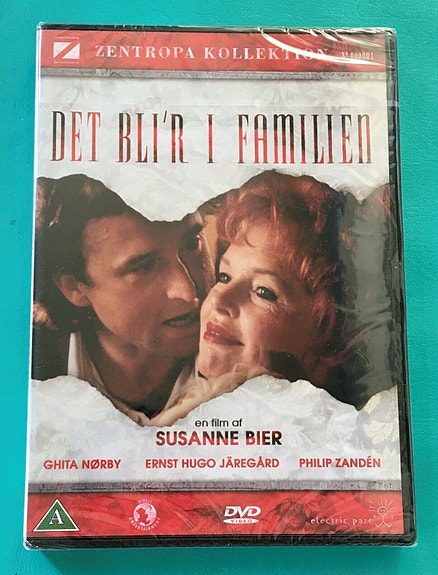 ZENTROPA KOLLEKTION
DET BLI'R I FAMILIEN
en film af
SUSANNE BIER
GHITA NØRBY ERNST HUGO JÄREGÅRD PHILIP ZANDÉN
A
DVD
VIDEO
electric parc